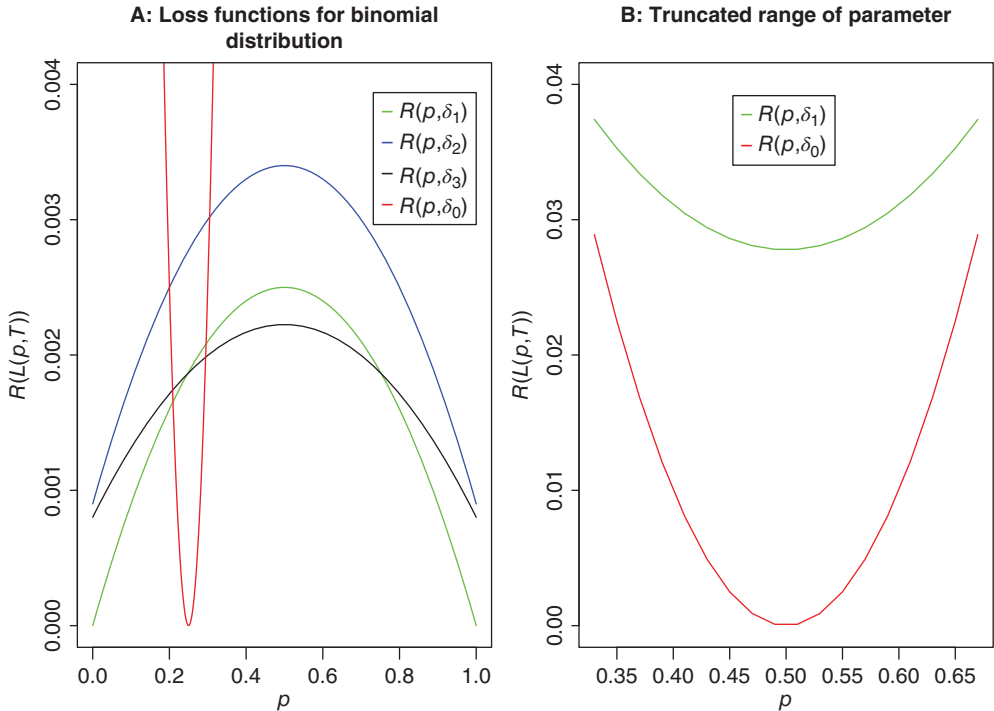 A: Loss functions for binomial
distribution
R(L(p,T))
0.004
0.003
0.002
0.001
0.000
R(p,δ1)
R(p,δ2)
R(p,δ3)
R(p,δ0)
0.0 0.2 0.4 0.6 0.8 1.0
p
B: Truncated range of parameter
R(L(p,T))
0.04
0.03
0.02
0.01
0.00
R(p,δ1)
R(p,δ0)
0.35 0.40 0.45 0.50 0.55 0.60 0.65
p